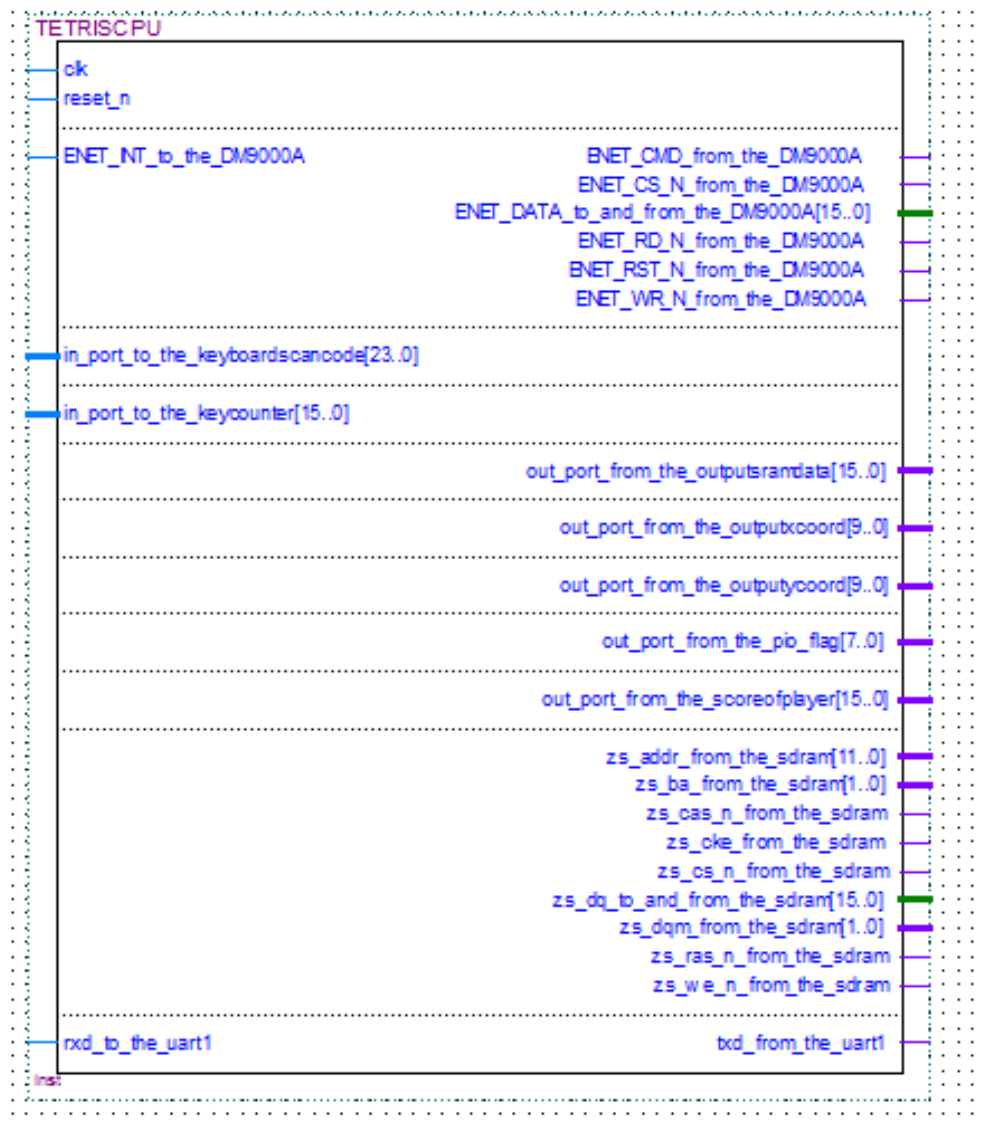 TETRISCPU
clk
reset_n
ENET_INT_to_the_DM9000A ENET_CMD_from_the_DM9000A
ENET_CS_N_from_the_DM9000A
ENET_DATA_to_and_from_the_DM9000A[15..0]
ENET_RD_N_from_the_DM9000A
ENET_RST_N_from_the_DM9000A
ENET_WR_N_from_the_DM9000A
in_port_to_the_keyboardscancode[23..0]
in_port_to_the_keycounter[15..0]
out_port_from_the_outputsramdata[15..0]
out_port_from_the_outputxcoord[9..0]
out_port_from_the_outputycoord[9..0]
out_port_from_the_pio_flag[7..0]
out_port_from_the_scoreofplayer[15..0]
zs_addr_from_the_sdram[11..0]
zs_ba_from_the_sdram[1..0]
zs_cas_n_from_the_sdram
zs_cke_from_the_sdram
zs_cs_n_from_the_sdram
zs_dq_to_and_from_the_sdram[15..0]
zs_dqm_from_the_sdram[1..0]
zs_ras_n_from_the_sdram
zs_we_n_from_the_sdram
rxd_to_the_uart1 txd_from_the_uart1
inst